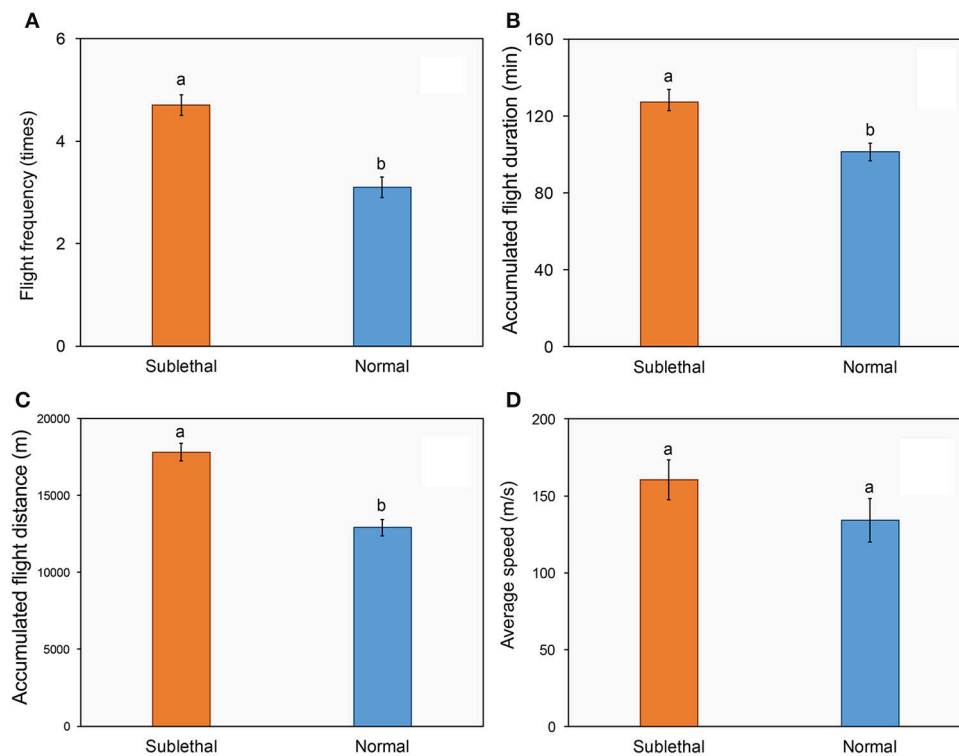 A
Flight frequency (times)
6
4
2
0
a
b
Sublethal
Normal
B
Accumulated flight duration (min)
160
120
80
40
0
a
b
Sublethal
Normal
C
Accumulated flight distance (m)
20000
15000
10000
5000
0
a
b
Sublethal
Normal
D
Average speed (m/s)
200
150
100
50
0
a
a
Sublethal
Normal